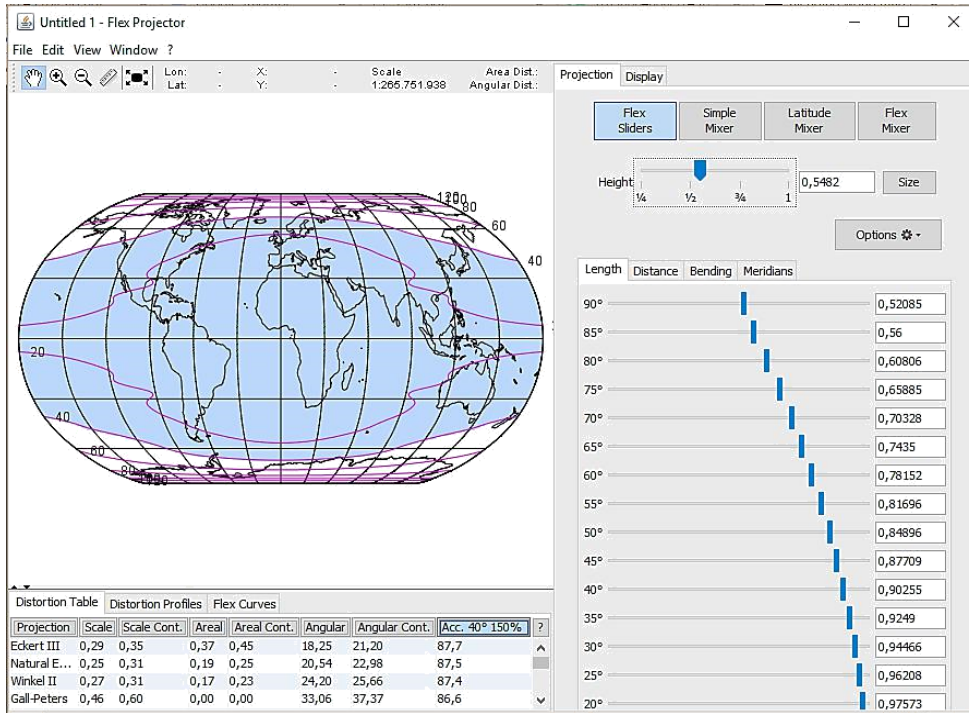 Untitled 1 - Flex Projector
File Edit View Window ?
Lon: - X: - Scale Area Dist.:
Lat: - Y: - 1:265.751.938 Angular Dist.:
Projection Display
Flex Sliders
Simple Mixer
Latitude Mixer
Flex Mixer
Height 0,5482 Size
¼ ½ ¾ 1
Options
Length Distance Bending Meridians
90° 0,52085
85° 0,56
80° 0,60806
75° 0,65885
70° 0,70328
65° 0,7435
60° 0,78152
55° 0,81696
50° 0,84896
45° 0,87709
40° 0,90255
35° 0,9249
30° 0,94466
25° 0,96208
20° 0,97573
80
60
40
20
40
60
Distortion Table Distortion Profiles Flex Curves
Projection Scale Scale Cont. Areal Areal Cont. Angular Angular Cont. Acc. 40° 150% ?
Eckert III 0,29 0,35 0,37 0,45 18,25 21,20 87,7
Natural E... 0,25 0,31 0,19 0,25 20,54 22,98 87,5
Winkel II 0,27 0,31 0,17 0,23 24,20 25,66 87,4
Gall-Peters 0,46 0,60 0,00 0,00 33,06 37,37 86,6